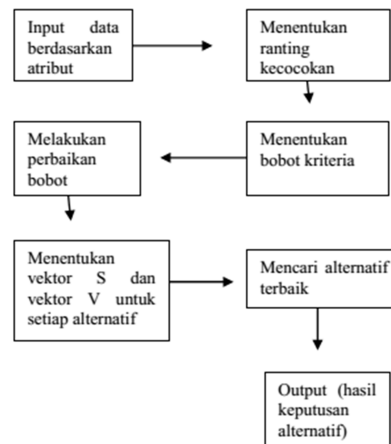 Input data
berdasarkan
atribut
Menentukan
ranting
kecocokan
Melakukan
perbaikan
bobot
Menentukan
bobot kriteria
Menentukan
vektor S dan
vektor V untuk
setiap alternatif
Mencari alternatif
terbaik
Output (hasil
keputusan
alternatif)